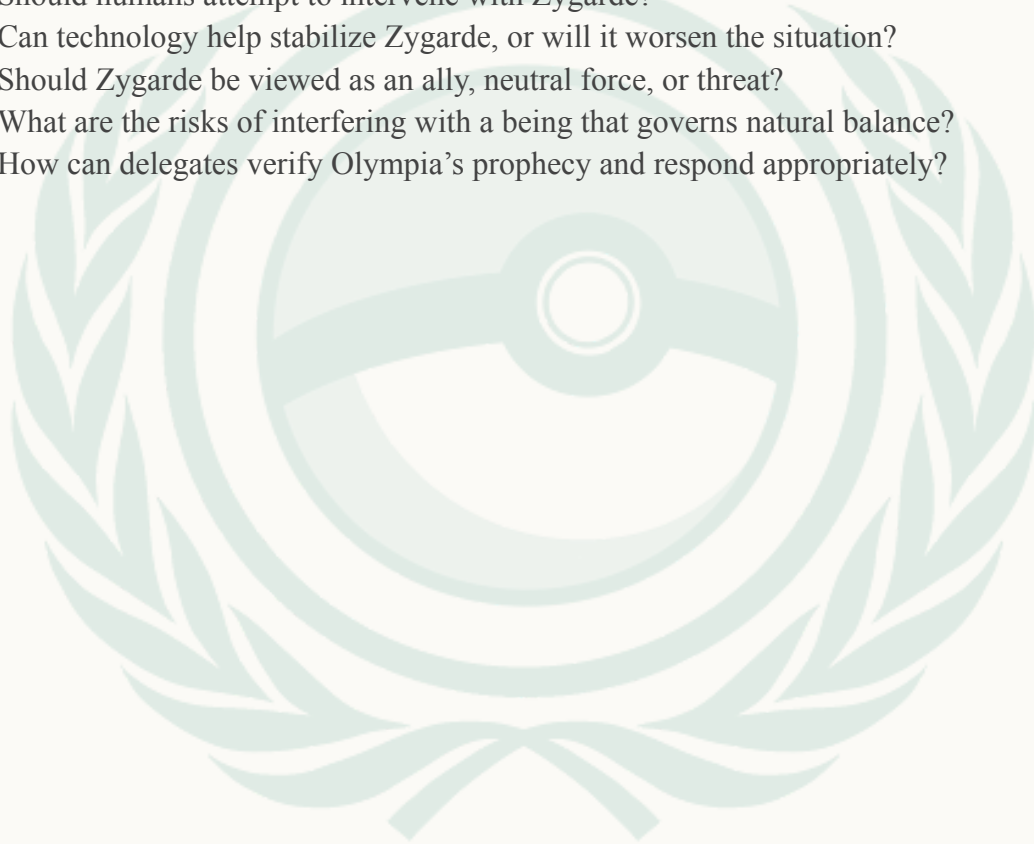 Should humans attempt to intervene with Zygarde?
Can technology help stabilize Zygarde, or will it worsen the situation?
Should Zygarde be viewed as an ally, neutral force, or threat?
What are the risks of interfering with a being that governs natural balance?
How can delegates verify Olympia’s prophecy and respond appropriately?